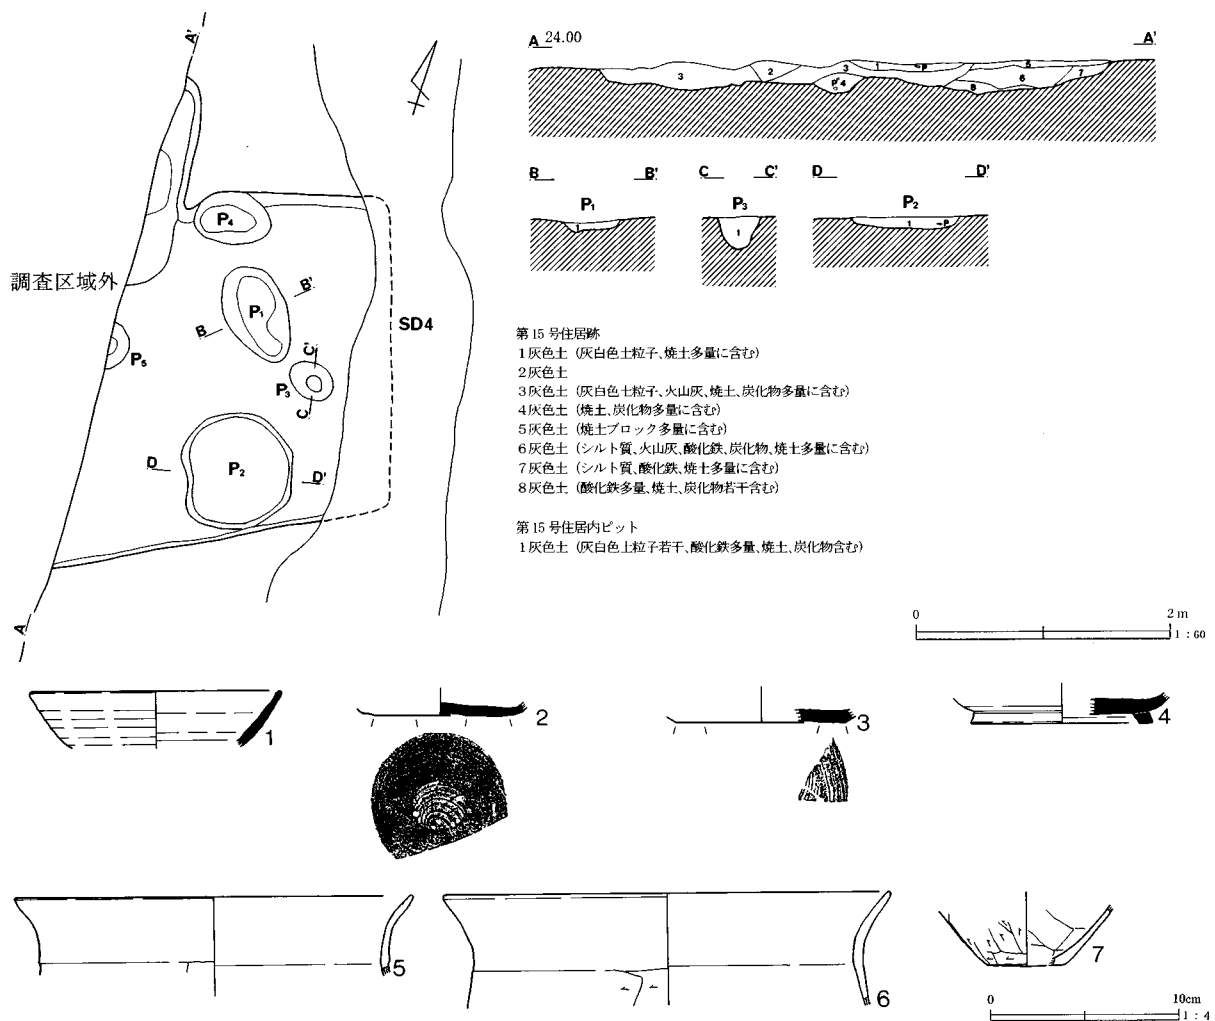 A'
P4
調査区域外
P1
B
B'
SD4
P5
P3
C'
C
P2
D
D'
A
A 24.00
A'
3
2
3
1
P
P
4
5
6
7
8
B
B'
C
C'
D
D'
P1
P3
P2
1
1
1
P
第15号住居跡
1灰色土 (灰白色土粒子、焼土多量に含む)
2灰色土
3灰色土 (灰白色土粒子、火山灰、焼土、炭化物多量に含む)
4灰色土 (焼土、炭化物多量に含む)
5灰色土 (焼土ブロック多量に含む)
6灰色土 (シルト質、火山灰、酸化鉄、炭化物、焼土多量に含む)
7灰色土 (シルト質、酸化鉄、焼土多量に含む)
8灰色土 (酸化鉄多量、焼土、炭化物若干含む)
第15号住居内ピット
1灰色土 (灰白色土粒子若干、酸化鉄多量、焼土、炭化物含む)
0 2m
1:60
1
2
3
4
5
6
7
0 10cm
1:4